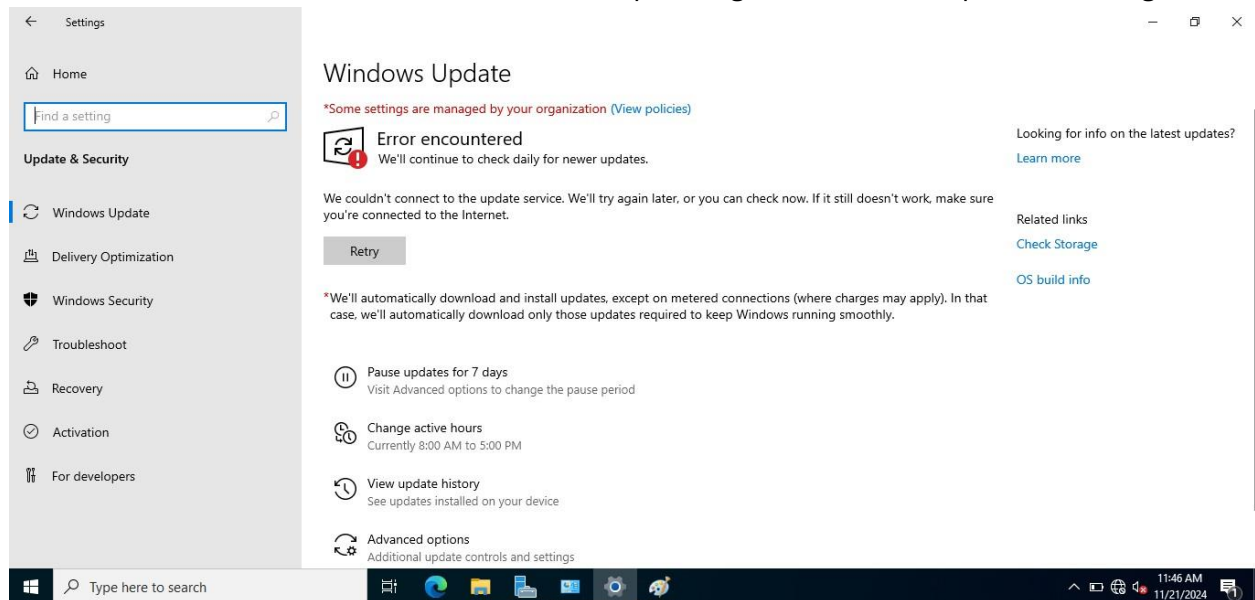 Settings
Home
Find a setting
Update & Security
Windows Update
Delivery Optimization
Windows Security
Troubleshoot
Recovery
Activation
For developers
Windows Update
*Some settings are managed by your organization (View policies)
Error encountered
We'll continue to check daily for newer updates.
We couldn't connect to the update service. We'll try again later, or you can check now. If it still doesn't work, make sure
you're connected to the Internet.
Retry
*We'll automatically download and install updates, except on metered connections (where charges may apply). In that
case, we'll automatically download only those updates required to keep Windows running smoothly.
Pause updates for 7 days
Visit Advanced options to change the pause period
Change active hours
Currently 8:00 AM to 5:00 PM
View update history
See updates installed on your device
Advanced options
Additional update controls and settings
Looking for info on the latest updates?
Learn more
Related links
Check Storage
OS build info
Type here to search
11:46 AM
11/21/2024
1